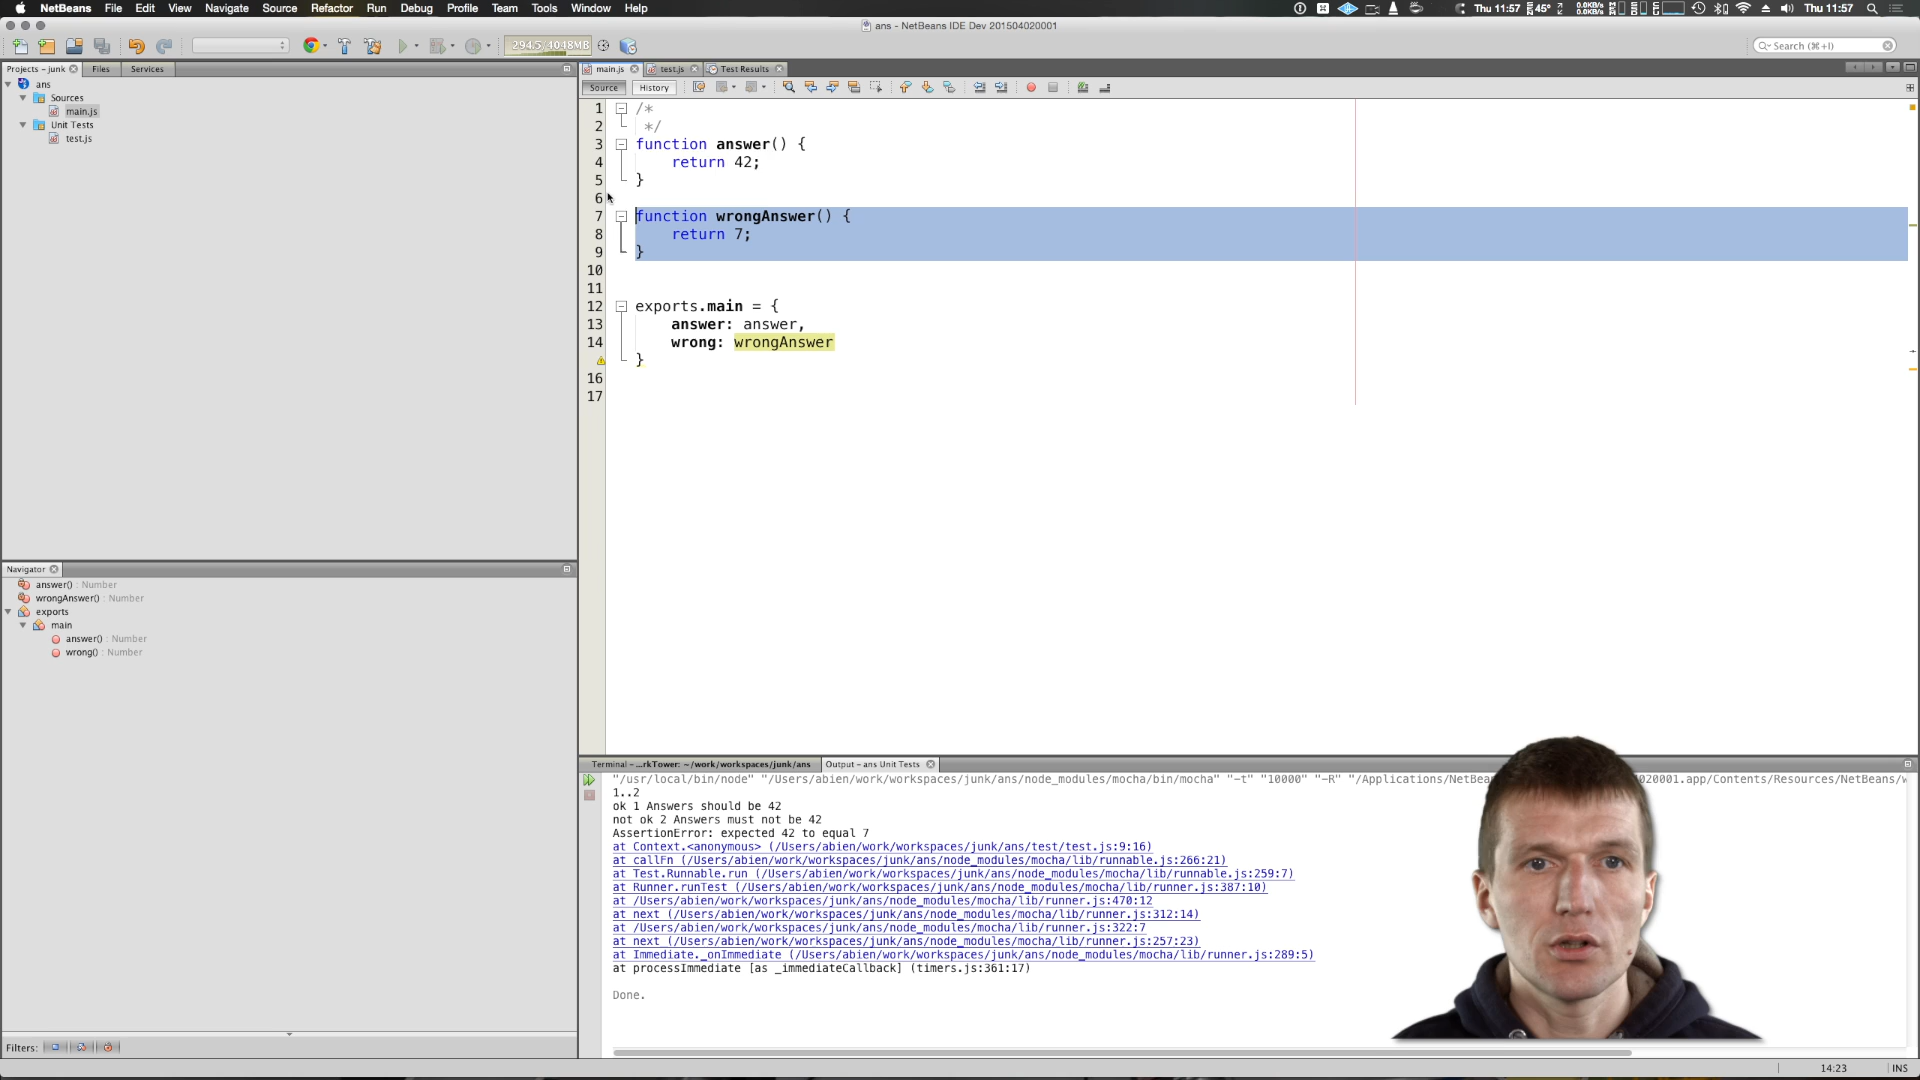 NetBeans File Edit View Navigate Source Refactor Run Debug Profile Team Tools Window Help
Thu 11:57 45° 0.0KB/s 0.0KB/s Thu 11:57
ans - NetBeans IDE Dev 201504020001
294.5/4048MB
Search (⌘+I)
Projects - junk Files Services
ans
Sources
main.js
Unit Tests
test.js
main.js test.js Test Results
Source History
1 /*
2 */
3 function answer() {
4 return 42;
5 }
6
7 function wrongAnswer() {
8 return 7;
9 }
10
11
12 exports.main = {
13 answer: answer,
14 wrong: wrongAnswer
}
16
17
Navigator
answer() : Number
wrongAnswer() : Number
exports
main
answer() : Number
wrong() : Number
Filters:
Terminal - ...rkTower: ~/work/workspaces/junk/ans Output - ans Unit Tests
"/usr/local/bin/node" "/Users/abien/work/workspaces/junk/ans/node_modules/mocha/bin/mocha" "-t" "10000" "-R" "/Applications/NetBea 020001.app/Contents/Resources/NetBeans/
1..2
ok 1 Answers should be 42
not ok 2 Answers must not be 42
AssertionError: expected 42 to equal 7
at Context.<anonymous> (/Users/abien/work/workspaces/junk/ans/test/test.js:9:16)
at callFn (/Users/abien/work/workspaces/junk/ans/node_modules/mocha/lib/runnable.js:266:21)
at Test.Runnable.run (/Users/abien/work/workspaces/junk/ans/node_modules/mocha/lib/runnable.js:259:7)
at Runner.runTest (/Users/abien/work/workspaces/junk/ans/node_modules/mocha/lib/runner.js:387:10)
at /Users/abien/work/workspaces/junk/ans/node_modules/mocha/lib/runner.js:470:12
at next (/Users/abien/work/workspaces/junk/ans/node_modules/mocha/lib/runner.js:312:14)
at /Users/abien/work/workspaces/junk/ans/node_modules/mocha/lib/runner.js:322:7
at next (/Users/abien/work/workspaces/junk/ans/node_modules/mocha/lib/runner.js:257:23)
at Immediate._onImmediate (/Users/abien/work/workspaces/junk/ans/node_modules/mocha/lib/runner.js:289:5)
at processImmediate [as _immediateCallback] (timers.js:361:17)
Done.
14:23 INS